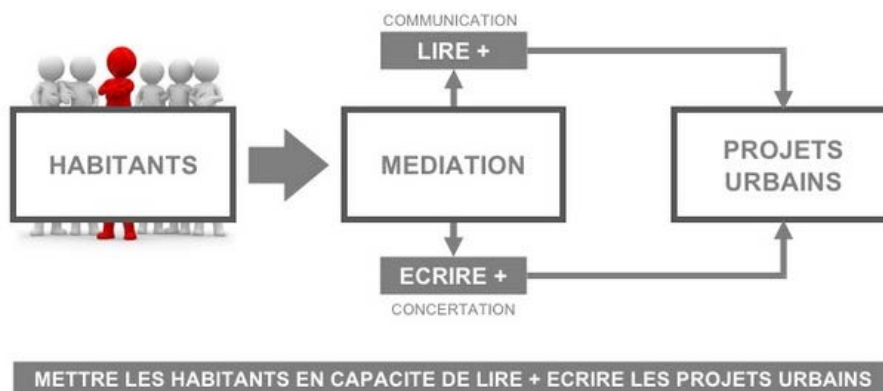 COMMUNICATION
LIRE +
HABITANTS
MEDIATION
PROJETS
URBAINS
ECRIRE +
CONCERTATION
METTRE LES HABITANTS EN CAPACITE DE LIRE + ECRIRE LES PROJETS URBAINS